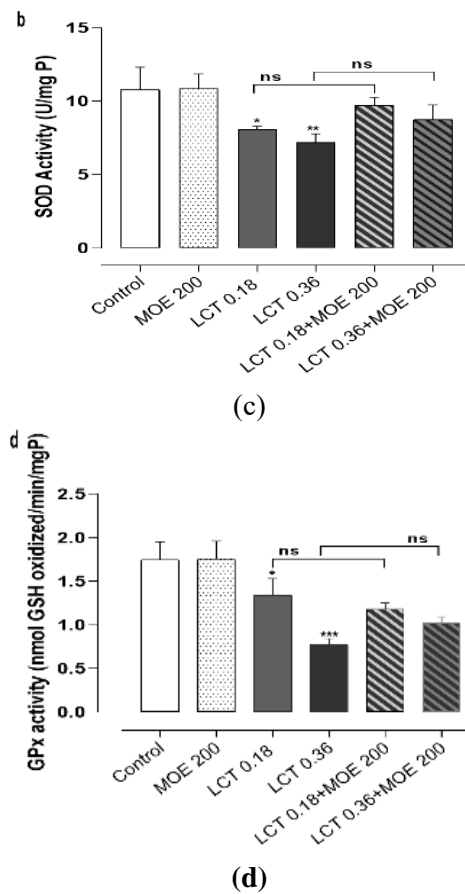 b
SOD Activity (U/mg P)
15
10
5
0
ns
ns
*
**
Control
MOE 200
LCT 0.18
LCT 0.36
LCT 0.18+MOE 200
LCT 0.36+MOE 200
(c)
d
GPx activity (nmol GSH oxidized/min/mgP)
2.5
2.0
1.5
1.0
0.5
0.0
ns
ns
*
***
Control
MOE 200
LCT 0.18
LCT 0.36
LCT 0.18+MOE 200
LCT 0.36+MOE 200
(d)